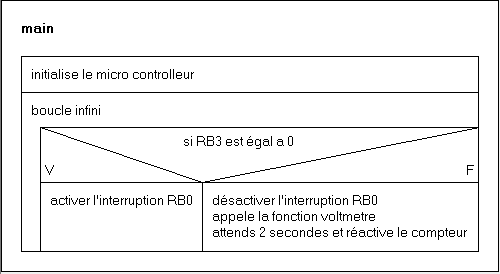 main
initialise le micro controlleur
boucle infini
si RB3 est égal a 0
V
F
activer l'interruption RB0
désactiver l'interruption RB0
appele la fonction voltmetre
attends 2 secondes et réactive le compteur